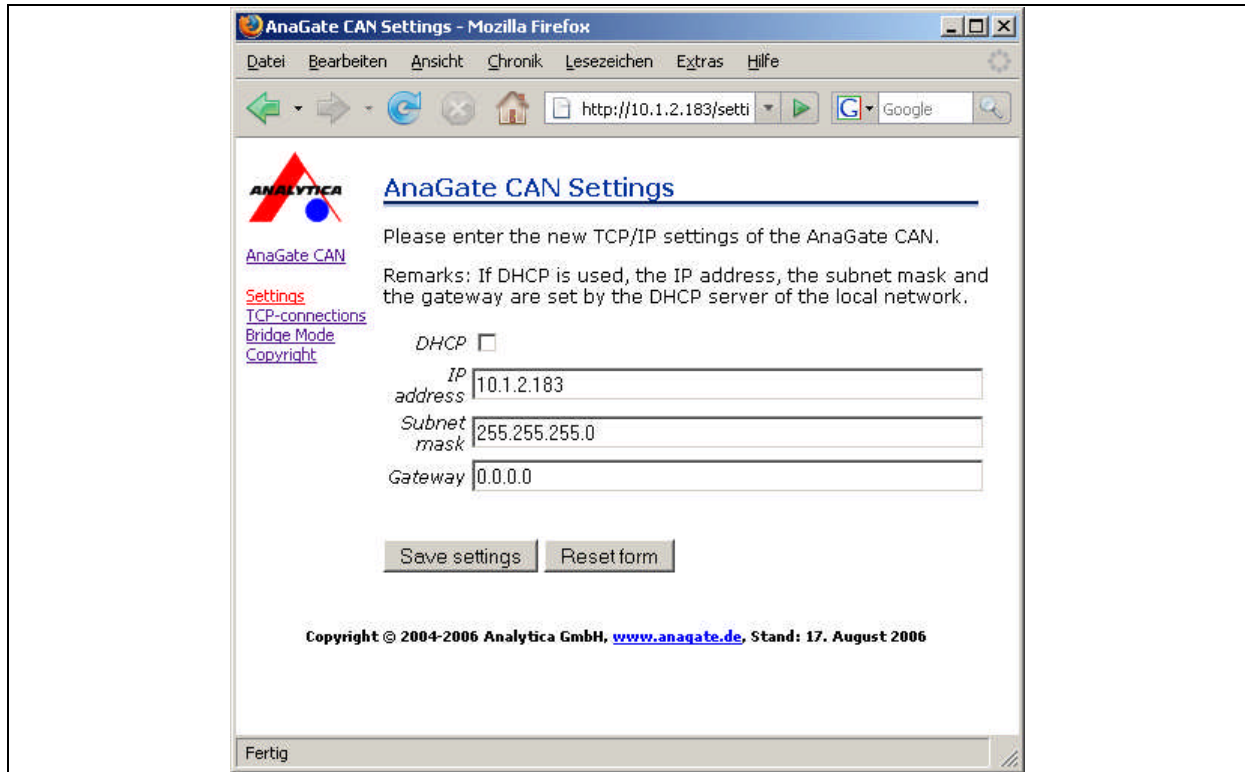 AnaGate CAN Settings - Mozilla Firefox
Datei Bearbeiten Ansicht Chronik Lesezeichen Extras Hilfe
http://10.1.2.183/setti G Google
ANALYTICA
AnaGate CAN
Settings
TCP-connections
Bridge Mode
Copyright
AnaGate CAN Settings
Please enter the new TCP/IP settings of the AnaGate CAN.
Remarks: If DHCP is used, the IP address, the subnet mask and
the gateway are set by the DHCP server of the local network.
DHCP
IP
address 10.1.2.183
Subnet
mask 255.255.255.0
Gateway 0.0.0.0
Save settings Reset form
Copyright © 2004-2006 Analytica GmbH, www.anagate.de, Stand: 17. August 2006
Fertig